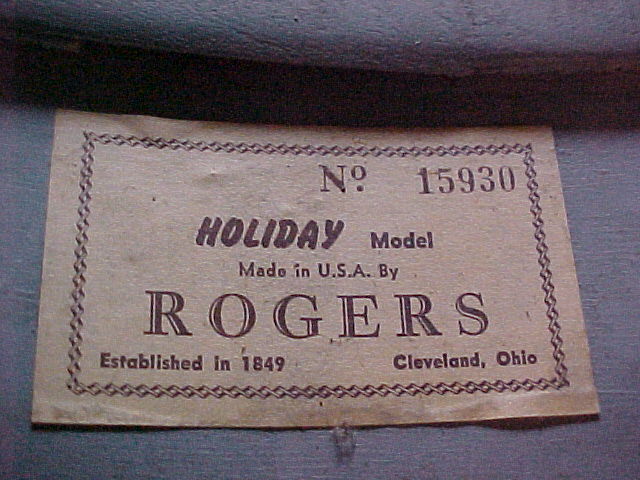 Nº 15930
HOLIDAY Model
Made in U.S.A. By
ROGERS
Established in 1849 Cleveland, Ohio